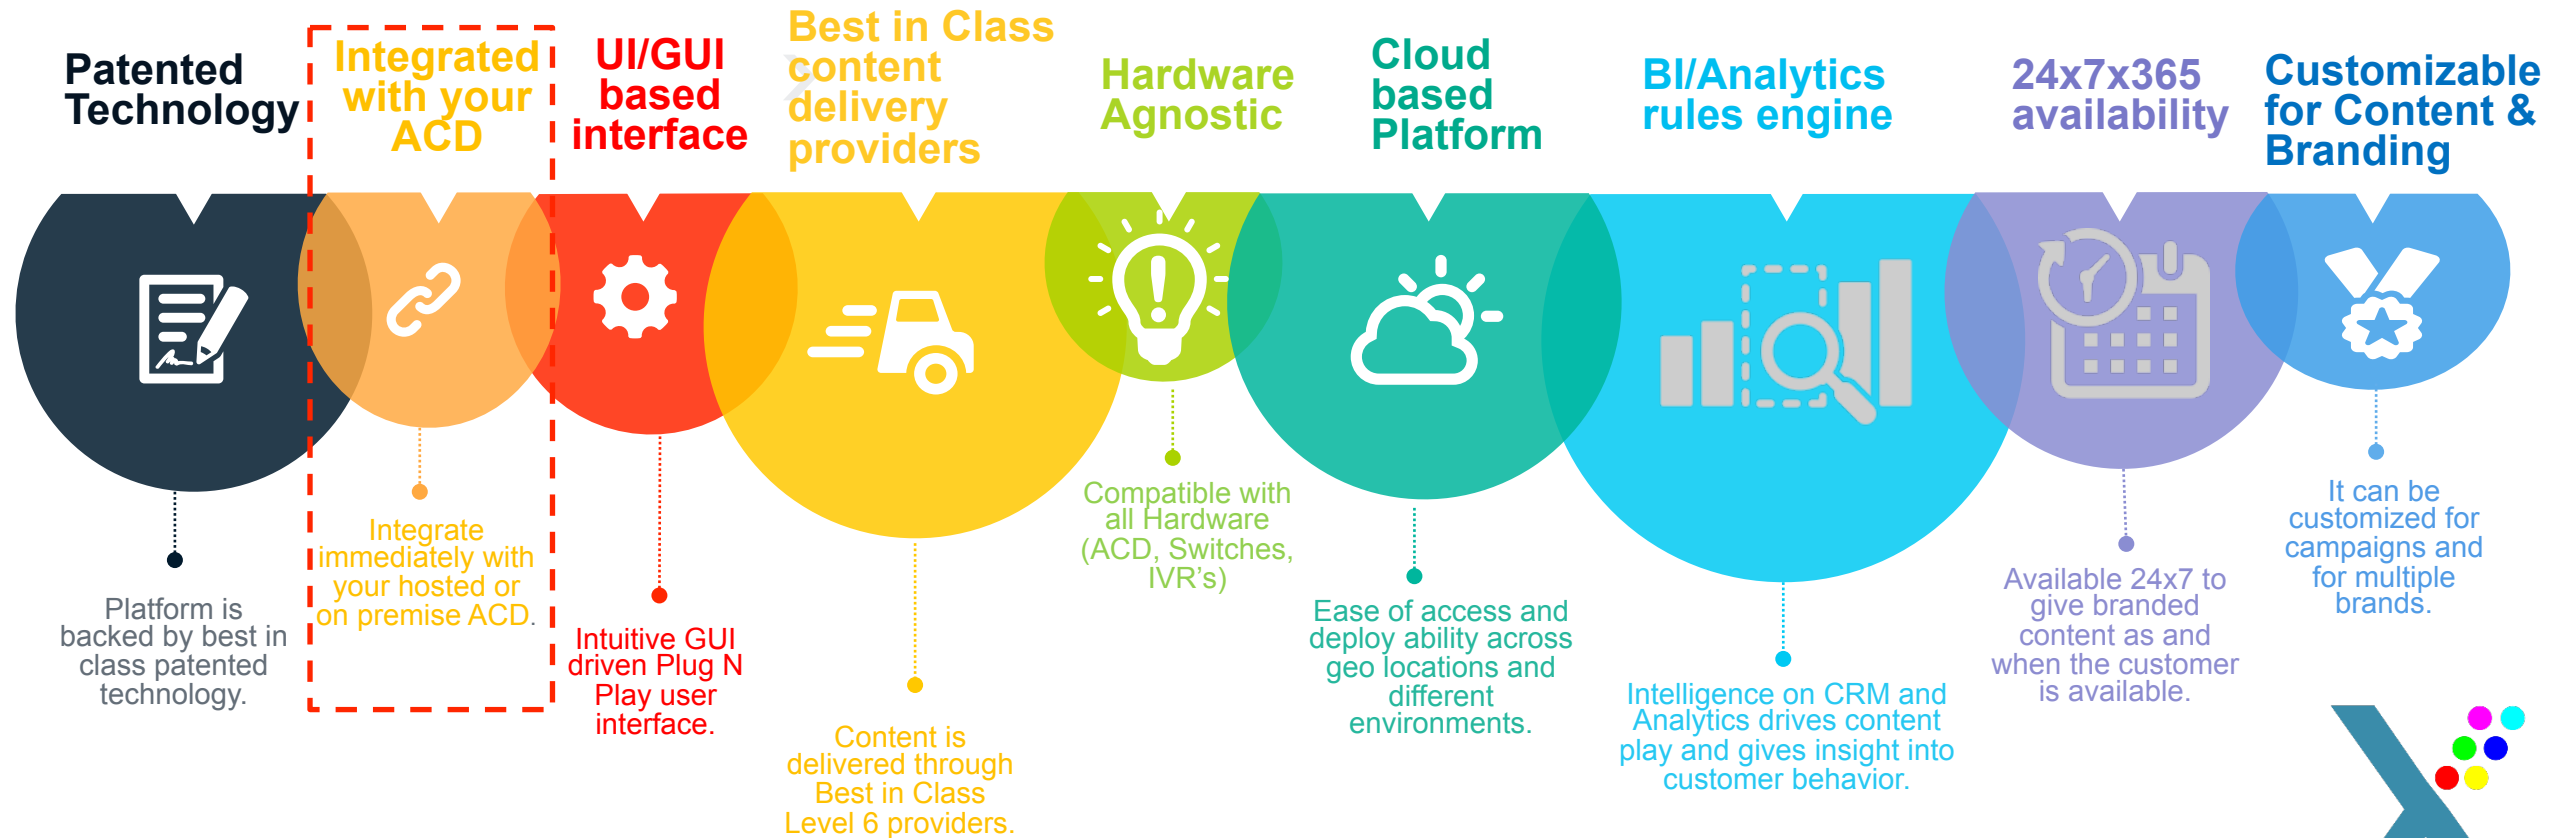 Patented
Technology
Integrated
with your
ACD
UI/GUI
based
interface
Best in Class
content
delivery
providers
Hardware
Agnostic
Cloud
based
Platform
BI/Analytics
rules engine
24x7x365
availability
Customizable
for Content &
Branding
Platform is
backed by best in
class patented
technology.
Integrate
immediately with
your hosted or
on premise ACD.
Intuitive GUI
driven Plug N
Play user
interface.
Content is
delivered through
Best in Class
Level 6 providers.
Compatible with
all Hardware
(ACD, Switches,
IVR's)
Ease of access and
deploy ability across
geo locations and
different
environments.
Intelligence on CRM and
Analytics drives content
play and gives insight into
customer behavior.
Available 24x7 to
give branded
content as and
when the customer
is available.
It can be
customized for
campaigns and
for multiple
brands.